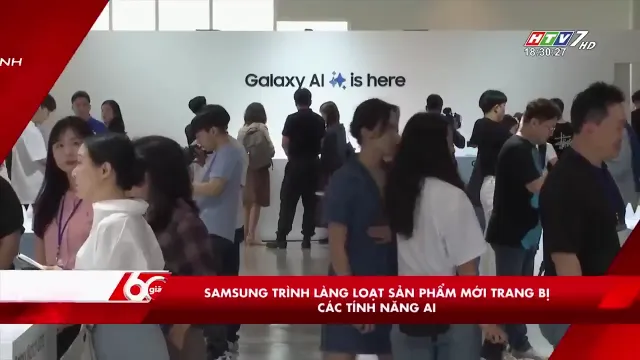 HTV7 HD
18:30:27
NH
Galaxy AI is here
60 giây
SAMSUNG TRÌNH LÀNG LOẠT SẢN PHẨM MỚI TRANG BỊ
CÁC TÍNH NĂNG AI